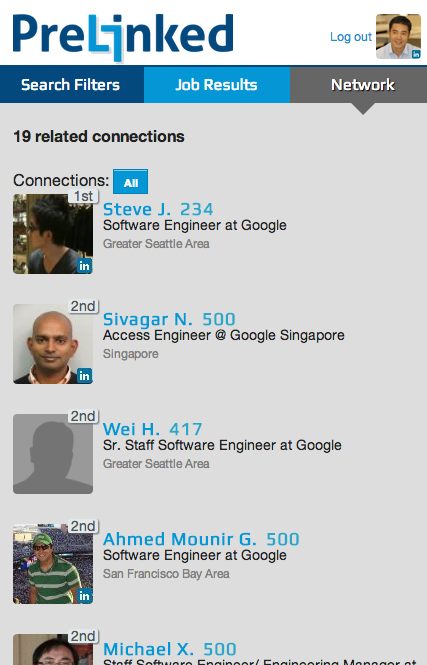 PreLinked
Log out
in
Search Filters
Job Results
Network
19 related connections
Connections: All
1st
Steve J. 234
Software Engineer at Google
Greater Seattle Area
in
2nd
Sivagar N. 500
Access Engineer @ Google Singapore
Singapore
in
2nd
Wei H. 417
Sr. Staff Software Engineer at Google
Greater Seattle Area
2nd
Ahmed Mounir G. 500
Software Engineer at Google
San Francisco Bay Area
in
2nd
Michael X. 500
Staff Software Engineer/ Engineering Manager at